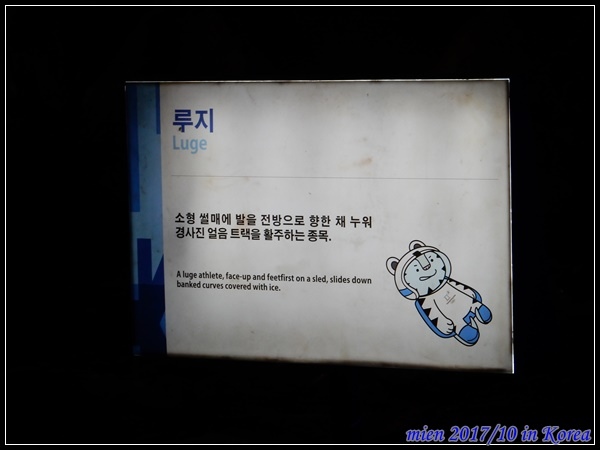 루지
Luge
소형 썰매에 발을 전방으로 향한 채 누워
경사진 얼음 트랙을 활주하는 종목.
A luge athlete, face-up and feetfirst on a sled, slides down
banked curves covered with ice.
mien 2017/10 in Korea